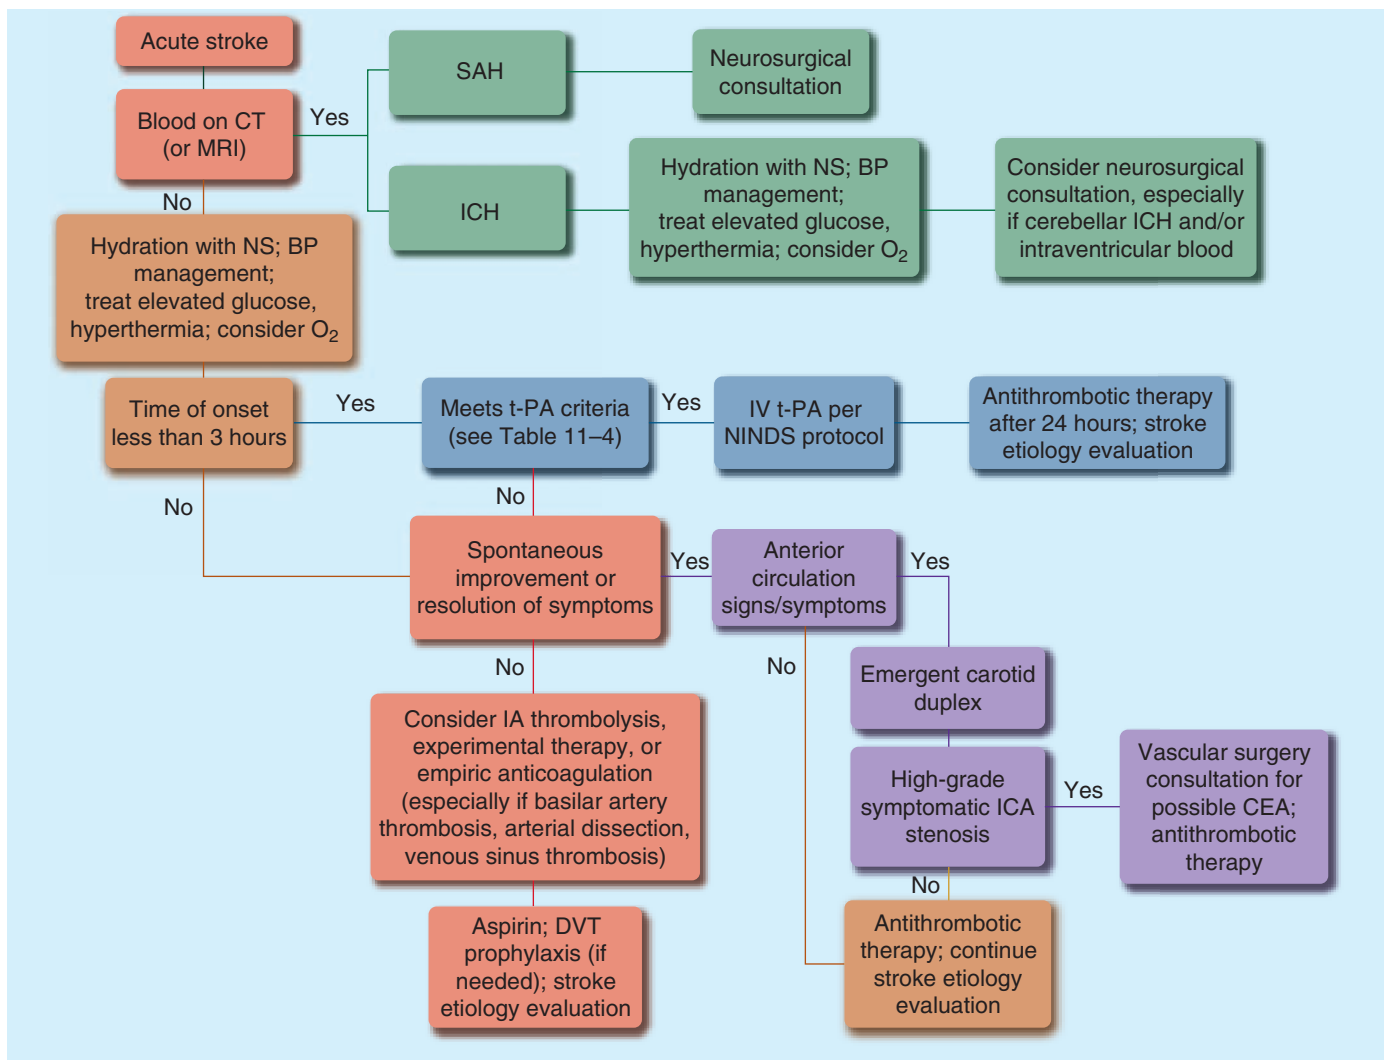 Acute stroke
Blood on CT
(or MRI)
Yes
SAH
Neurosurgical
consultation
ICH
Hydration with NS; BP
management;
treat elevated glucose,
hyperthermia; consider O2
Consider neurosurgical
consultation, especially
if cerebellar ICH and/or
intraventricular blood
No
Hydration with NS; BP
management;
treat elevated glucose,
hyperthermia; consider O2
Time of onset
less than 3 hours
Yes
Meets t-PA criteria
(see Table 11–4)
Yes
IV t-PA per
NINDS protocol
Antithrombotic therapy
after 24 hours; stroke
etiology evaluation
No
No
Spontaneous
improvement or
resolution of symptoms
Yes
Anterior
circulation
signs/symptoms
Yes
No
No
Emergent carotid
duplex
Consider IA thrombolysis,
experimental therapy, or
empiric anticoagulation
(especially if basilar artery
thrombosis, arterial dissection,
venous sinus thrombosis)
High-grade
symptomatic ICA
stenosis
Yes
Vascular surgery
consultation for
possible CEA;
antithrombotic
therapy
No
Aspirin; DVT
prophylaxis (if
needed); stroke
etiology evaluation
Antithrombotic
therapy; continue
stroke etiology
evaluation